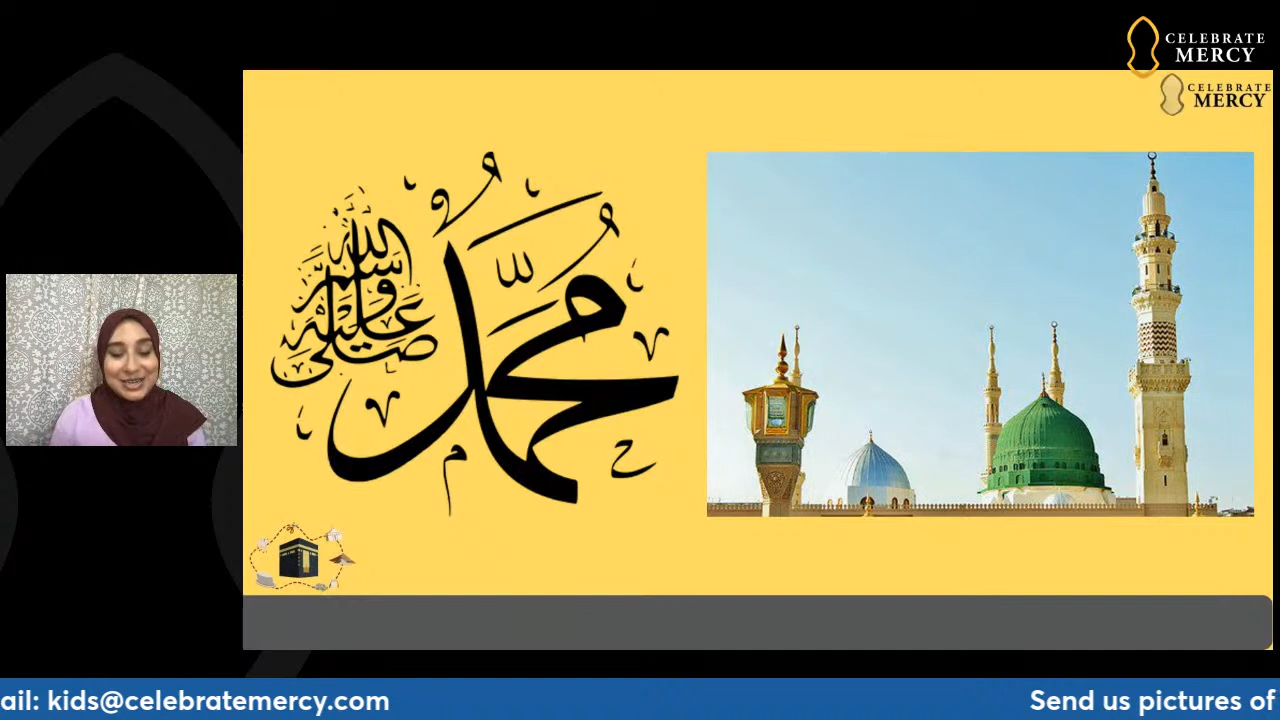 CELEBRATE
MERCY
CELEBRATE
MERCY
محمد
صلى الله عليه وسلم
ail: kids@celebratemercy.com
Send us pictures of